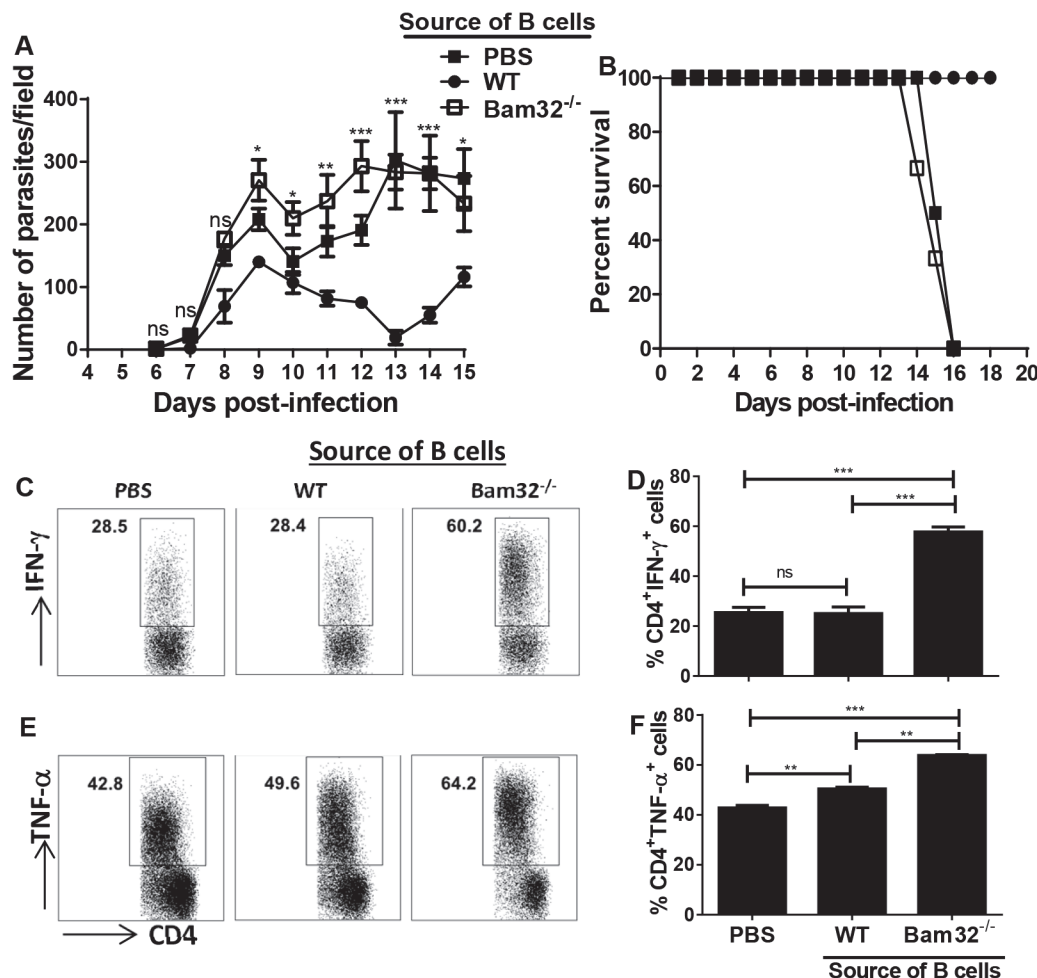 Source of B cells
A
PBS
WT
Bam32-/-
Number of parasites/field
400
300
200
100
0
ns
ns
ns
*
*
**
***
***
***
*
4 5 6 7 8 9 10 11 12 13 14 15
Days post-infection
B
Percent survival
100
80
60
40
20
0
0 2 4 6 8 10 12 14 16 18 20
Days post-infection
Source of B cells
C
PBS WT Bam32-/-
IFN-γ
28.5 28.4 60.2
D
% CD4+IFN-γ+ cells
80
60
40
20
0
***
***
ns
E
TNF-α
42.8 49.6 64.2
CD4
F
% CD4+TNF-α+ cells
80
60
40
20
0
***
**
**
PBS WT Bam32-/-
Source of B cells